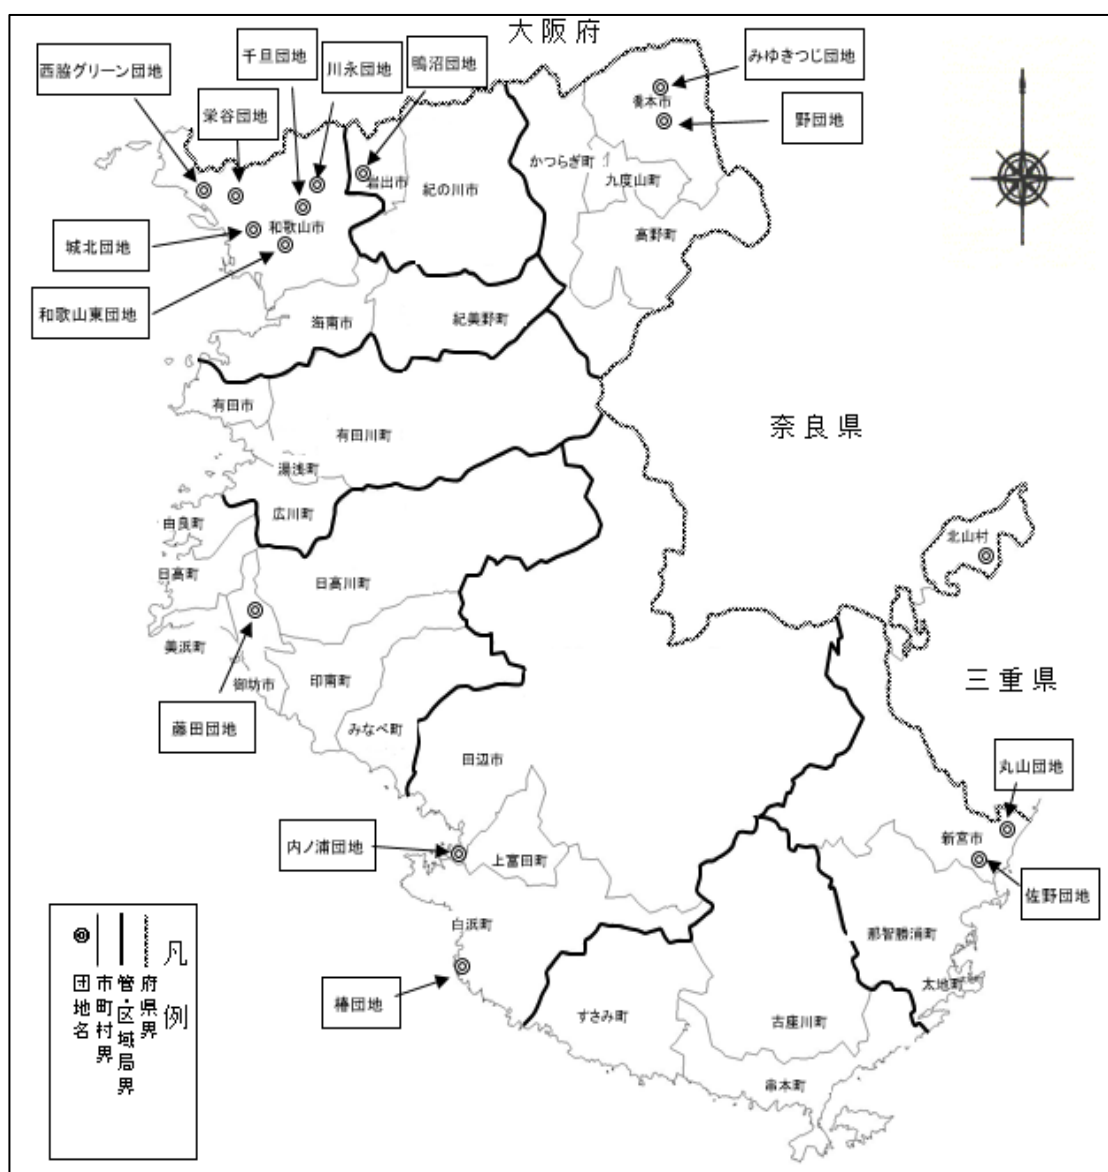 大阪府
西脇グリーン団地
千旦団地
川永団地
鴨沼団地
みゆきつじ団地
栄谷団地
橋本市
野団地
かつらぎ町
岩出市
紀の川市
九度山町
和歌山市
高野町
城北団地
和歌山東団地
海南市
紀美野町
有田市
有田川町
奈良県
湯浅町
広川町
由良町
北山村
日高町
日高川町
美浜町
印南町
三重県
御坊市
藤田団地
みなべ町
田辺市
丸山団地
内ノ浦団地
上富田町
新宮市
佐野団地
白浜町
那智勝浦町
太地町
椿団地
すさみ町
古座川町
串本町
凡例
府県界
管・区域局界
市町村界
団地名